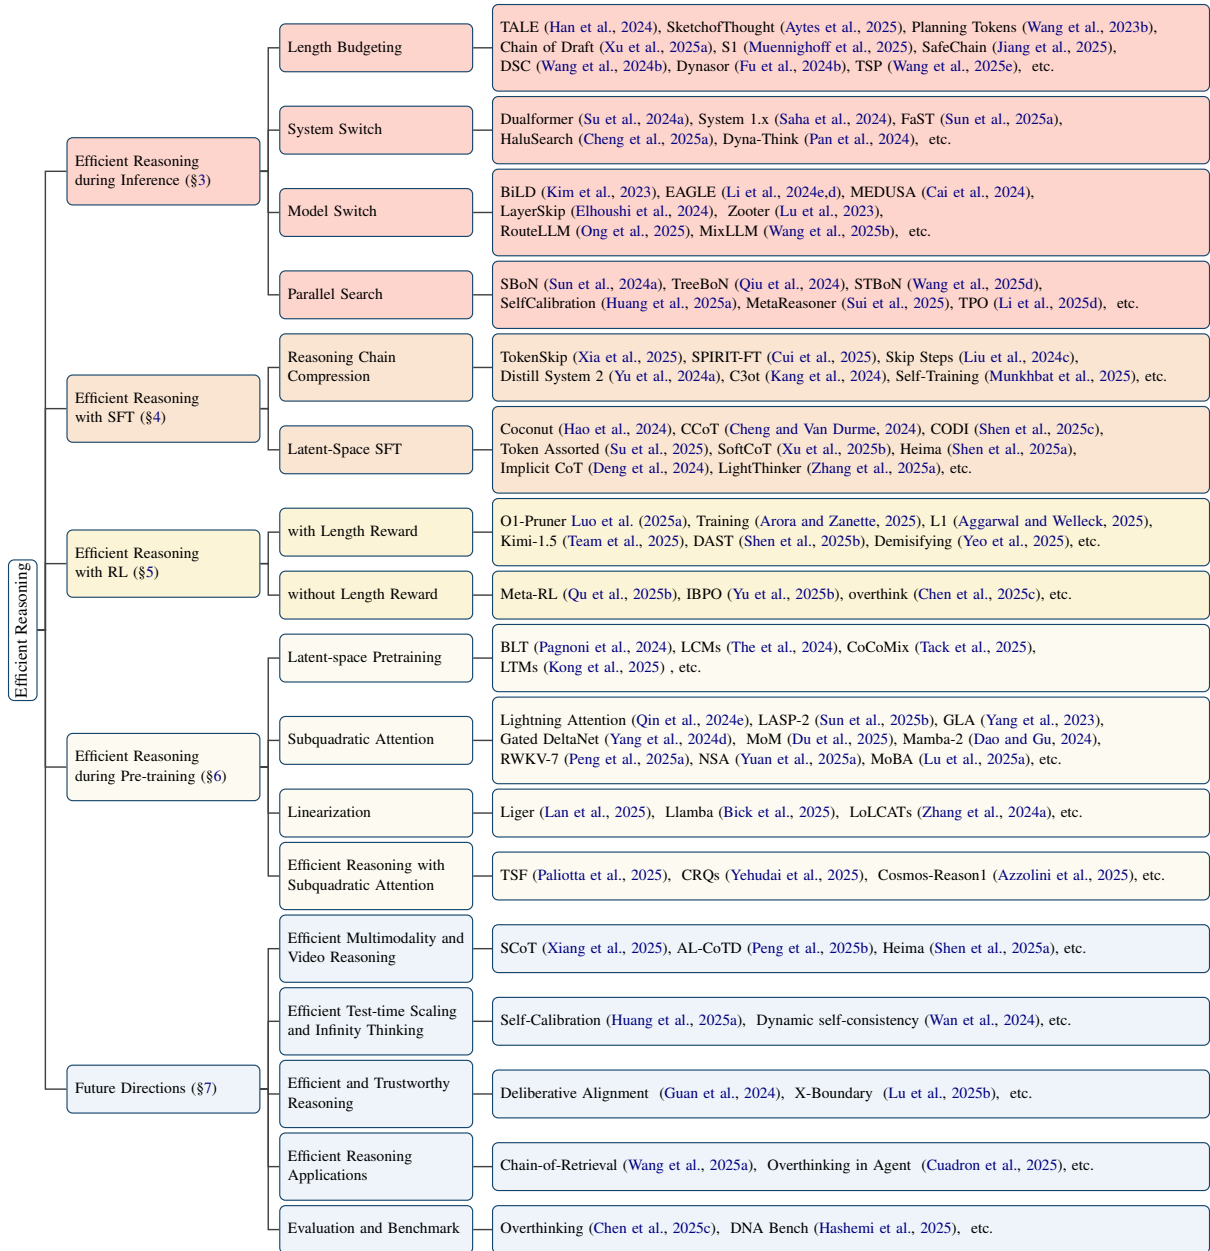 Efficient Reasoning
Efficient Reasoning
during Inference (§3)
Length Budgeting
TALE (Han et al., 2024), SketchofThought (Aytes et al., 2025), Planning Tokens (Wang et al., 2023b),
Chain of Draft (Xu et al., 2025a), S1 (Muennighoff et al., 2025), SafeChain (Jiang et al., 2025),
DSC (Wang et al., 2024b), Dynasor (Fu et al., 2024b), TSP (Wang et al., 2025e), etc.
System Switch
Dualformer (Su et al., 2024a), System 1.x (Saha et al., 2024), FaST (Sun et al., 2025a),
HaluSearch (Cheng et al., 2025a), Dyna-Think (Pan et al., 2024), etc.
Model Switch
BiLD (Kim et al., 2023), EAGLE (Li et al., 2024e,d), MEDUSA (Cai et al., 2024),
LayerSkip (Elhoushi et al., 2024), Zooter (Lu et al., 2023),
RouteLLM (Ong et al., 2025), MixLLM (Wang et al., 2025b), etc.
Parallel Search
SBoN (Sun et al., 2024a), TreeBoN (Qiu et al., 2024), STBoN (Wang et al., 2025d),
SelfCalibration (Huang et al., 2025a), MetaReasoner (Sui et al., 2025), TPO (Li et al., 2025d), etc.
Efficient Reasoning
with SFT (§4)
Reasoning Chain
Compression
TokenSkip (Xia et al., 2025), SPIRIT-FT (Cui et al., 2025), Skip Steps (Liu et al., 2024c),
Distill System 2 (Yu et al., 2024a), C3ot (Kang et al., 2024), Self-Training (Munkhbat et al., 2025), etc.
Latent-Space SFT
Coconut (Hao et al., 2024), CCoT (Cheng and Van Durme, 2024), CODI (Shen et al., 2025c),
Token Assorted (Su et al., 2025), SoftCoT (Xu et al., 2025b), Heima (Shen et al., 2025a),
Implicit CoT (Deng et al., 2024), LightThinker (Zhang et al., 2025a), etc.
Efficient Reasoning
with RL (§5)
with Length Reward
O1-Pruner Luo et al. (2025a), Training (Arora and Zanette, 2025), L1 (Aggarwal and Welleck, 2025),
Kimi-1.5 (Team et al., 2025), DAST (Shen et al., 2025b), Demisifying (Yeo et al., 2025), etc.
without Length Reward
Meta-RL (Qu et al., 2025b), IBPO (Yu et al., 2025b), overthink (Chen et al., 2025c), etc.
Efficient Reasoning
during Pre-training (§6)
Latent-space Pretraining
BLT (Pagnoni et al., 2024), LCMs (The et al., 2024), CoCoMix (Tack et al., 2025),
LTMs (Kong et al., 2025) , etc.
Subquadratic Attention
Lightning Attention (Qin et al., 2024e), LASP-2 (Sun et al., 2025b), GLA (Yang et al., 2023),
Gated DeltaNet (Yang et al., 2024d), MoM (Du et al., 2025), Mamba-2 (Dao and Gu, 2024),
RWKV-7 (Peng et al., 2025a), NSA (Yuan et al., 2025a), MoBA (Lu et al., 2025a), etc.
Linearization
Liger (Lan et al., 2025), Llamba (Bick et al., 2025), LoLCATs (Zhang et al., 2024a), etc.
Efficient Reasoning with
Subquadratic Attention
TSF (Paliotta et al., 2025), CRQs (Yehudai et al., 2025), Cosmos-Reason1 (Azzolini et al., 2025), etc.
Future Directions (§7)
Efficient Multimodality and
Video Reasoning
SCoT (Xiang et al., 2025), AL-CoTD (Peng et al., 2025b), Heima (Shen et al., 2025a), etc.
Efficient Test-time Scaling
and Infinity Thinking
Self-Calibration (Huang et al., 2025a), Dynamic self-consistency (Wan et al., 2024), etc.
Efficient and Trustworthy
Reasoning
Deliberative Alignment (Guan et al., 2024), X-Boundary (Lu et al., 2025b), etc.
Efficient Reasoning
Applications
Chain-of-Retrieval (Wang et al., 2025a), Overthinking in Agent (Cuadron et al., 2025), etc.
Evaluation and Benchmark
Overthinking (Chen et al., 2025c), DNA Bench (Hashemi et al., 2025), etc.